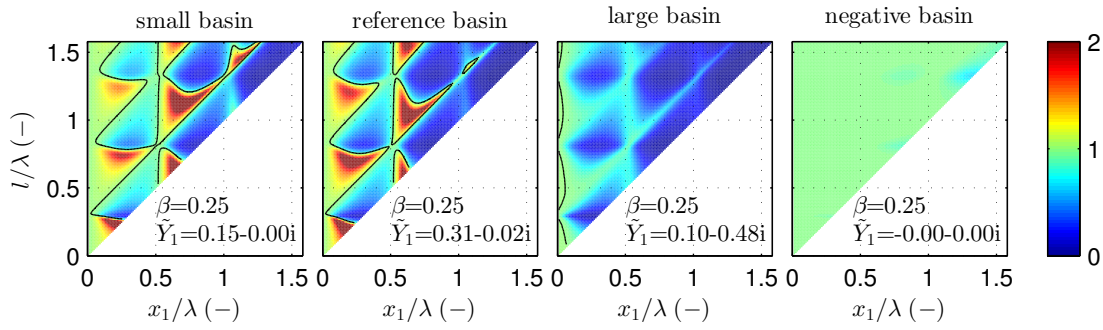 small basin
reference basin
large basin
negative basin
l/λ (−)
1.5
1
0.5
0
β=0.25
Ỹ₁=0.15-0.00i
β=0.25
Ỹ₁=0.31-0.02i
β=0.25
Ỹ₁=0.10-0.48i
β=0.25
Ỹ₁=-0.00-0.00i
0 0.5 1 1.5
0 0.5 1 1.5
0 0.5 1 1.5
0 0.5 1 1.5
x₁/λ (−)
x₁/λ (−)
x₁/λ (−)
x₁/λ (−)
2
1
0